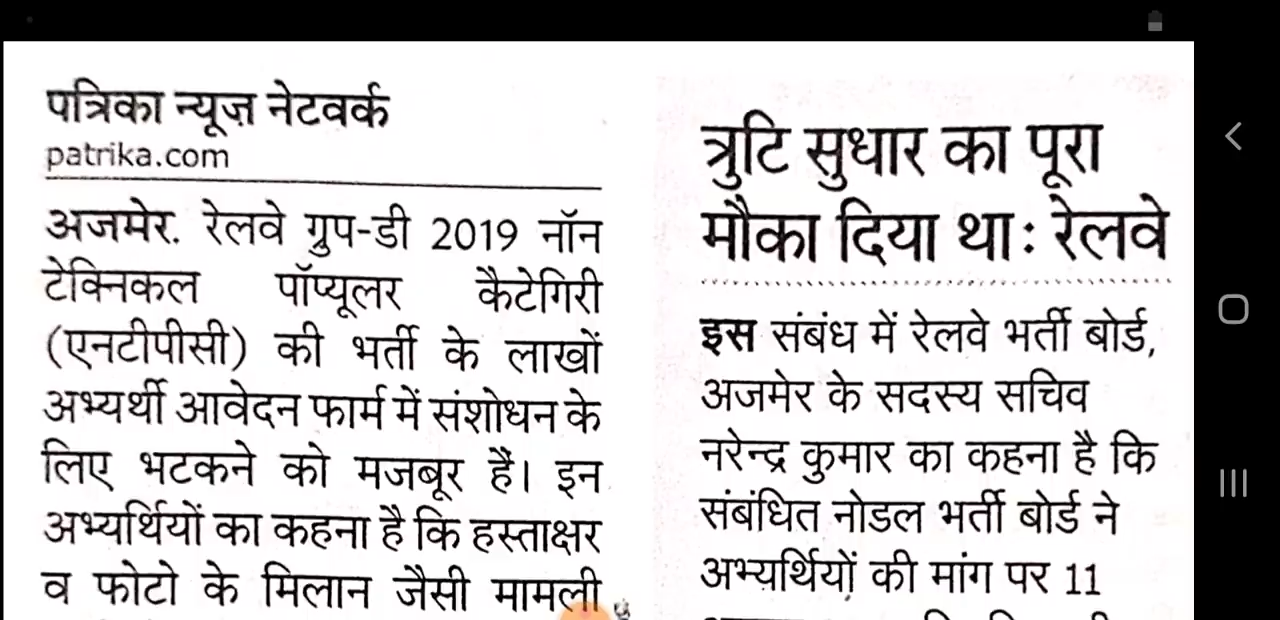 पत्रिका न्यूज़ नेटवर्क
patrika.com
अजमेर. रेलवे ग्रुप-डी 2019 नॉन
टेक्निकल पॉप्यूलर कैटेगिरी
(एनटीपीसी) की भर्ती के लाखों
अभ्यर्थी आवेदन फार्म में संशोधन के
लिए भटकने को मजबूर हैं। इन
अभ्यर्थियों का कहना है कि हस्ताक्षर
व फोटो के मिलान जैसी मामली
त्रुटि सुधार का पूरा
मौका दिया था: रेलवे
इस संबंध में रेलवे भर्ती बोर्ड,
अजमेर के सदस्य सचिव
नरेन्द्र कुमार का कहना है कि
संबंधित नोडल भर्ती बोर्ड ने
अभ्यर्थियों की मांग पर 11